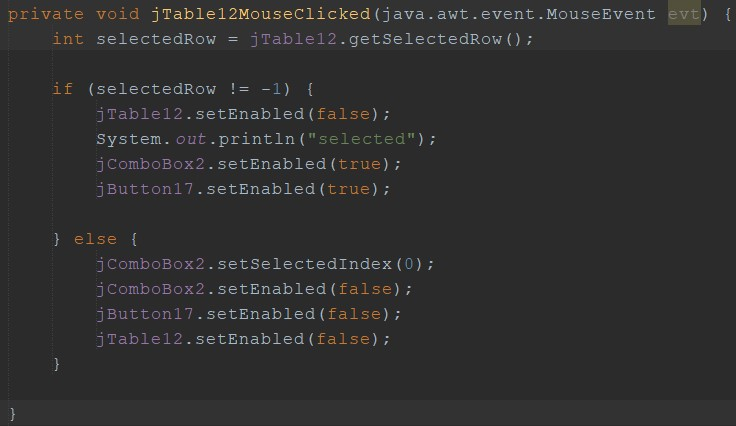 private void jTable12MouseClicked(java.awt.event.MouseEvent evt) {
    int selectedRow = jTable12.getSelectedRow();
    if (selectedRow != -1) {
        jTable12.setEnabled(false);
        System.out.println("selected");
        jComboBox2.setEnabled(true);
        jButton17.setEnabled(true);
    } else {
        jComboBox2.setSelectedIndex(0);
        jComboBox2.setEnabled(false);
        jButton17.setEnabled(false);
        jTable12.setEnabled(false);
    }
}